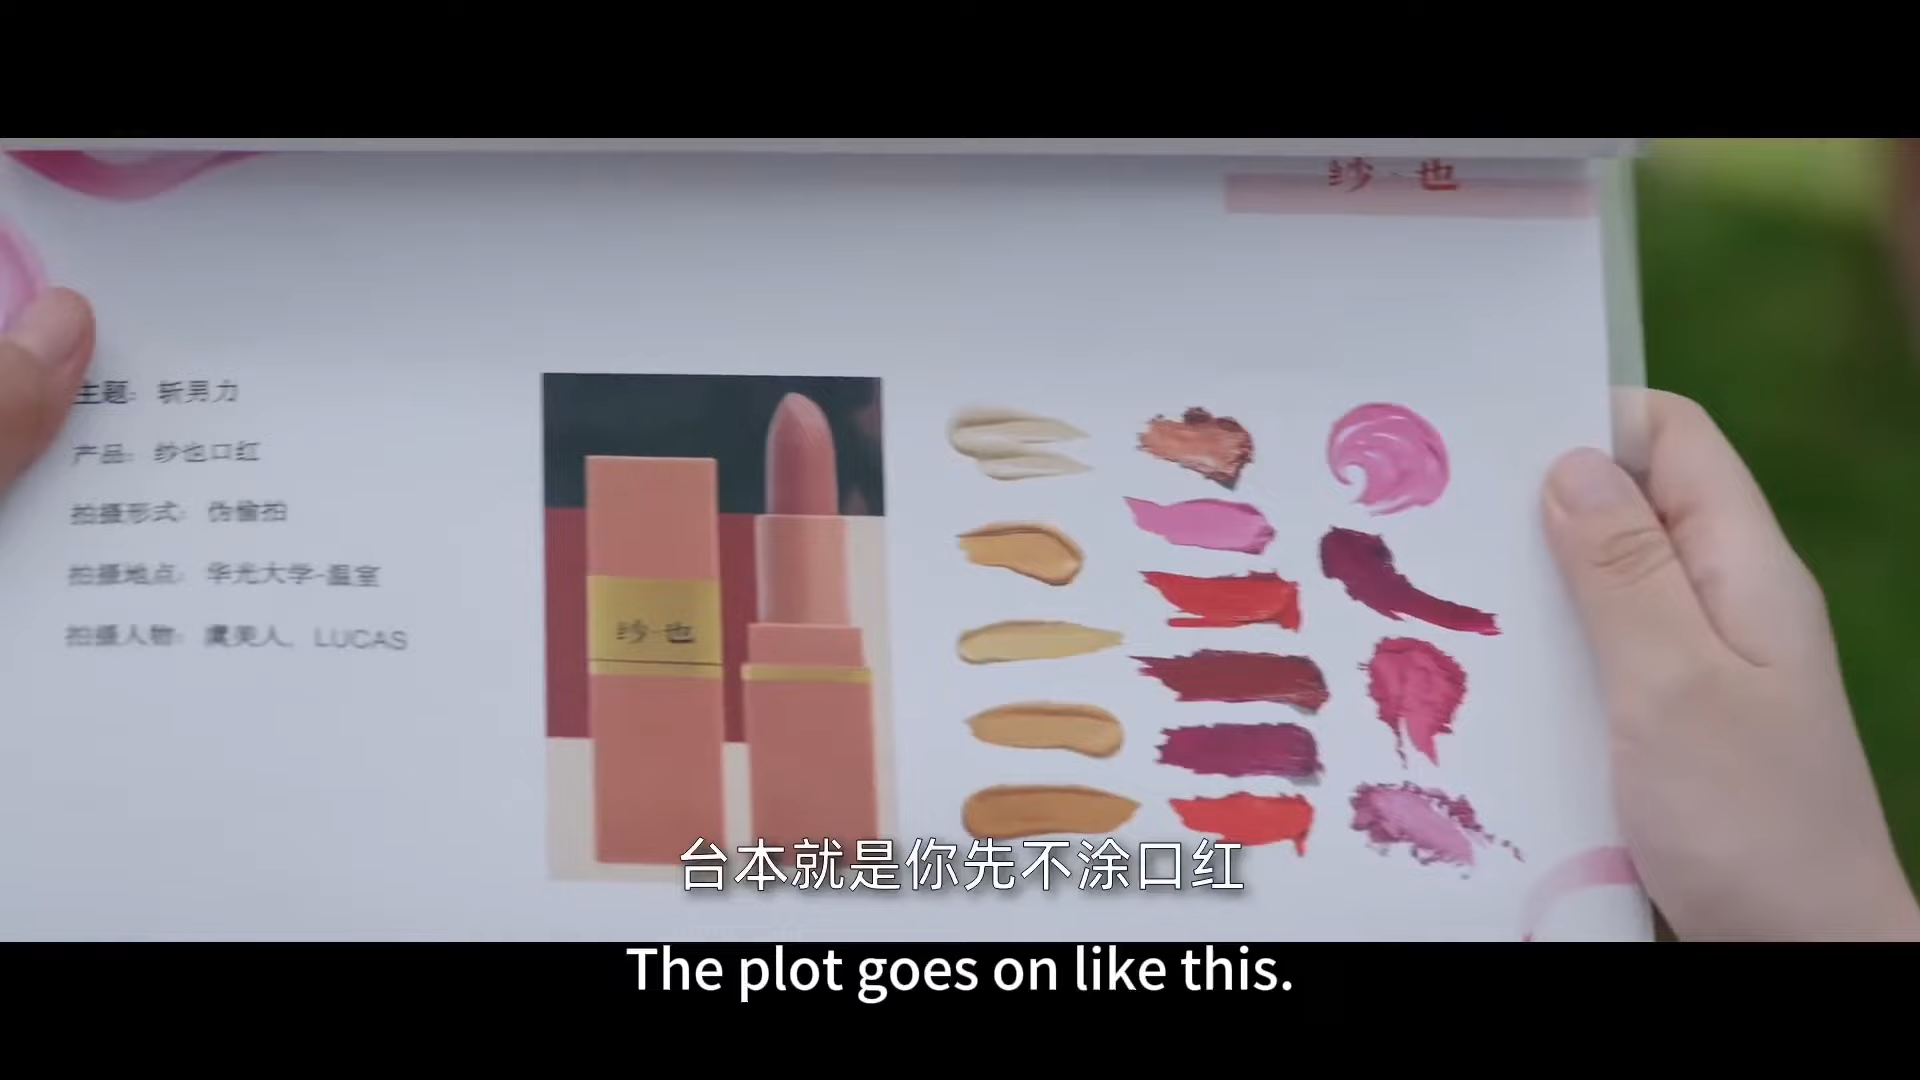 纱·也
主题：斩男力
产品：纱也口红
拍摄形式：伪偷拍
拍摄地点：华光大学-温室
拍摄人物：虞美人、LUCAS
纱·也
台本就是你先不涂口红
The plot goes on like this.